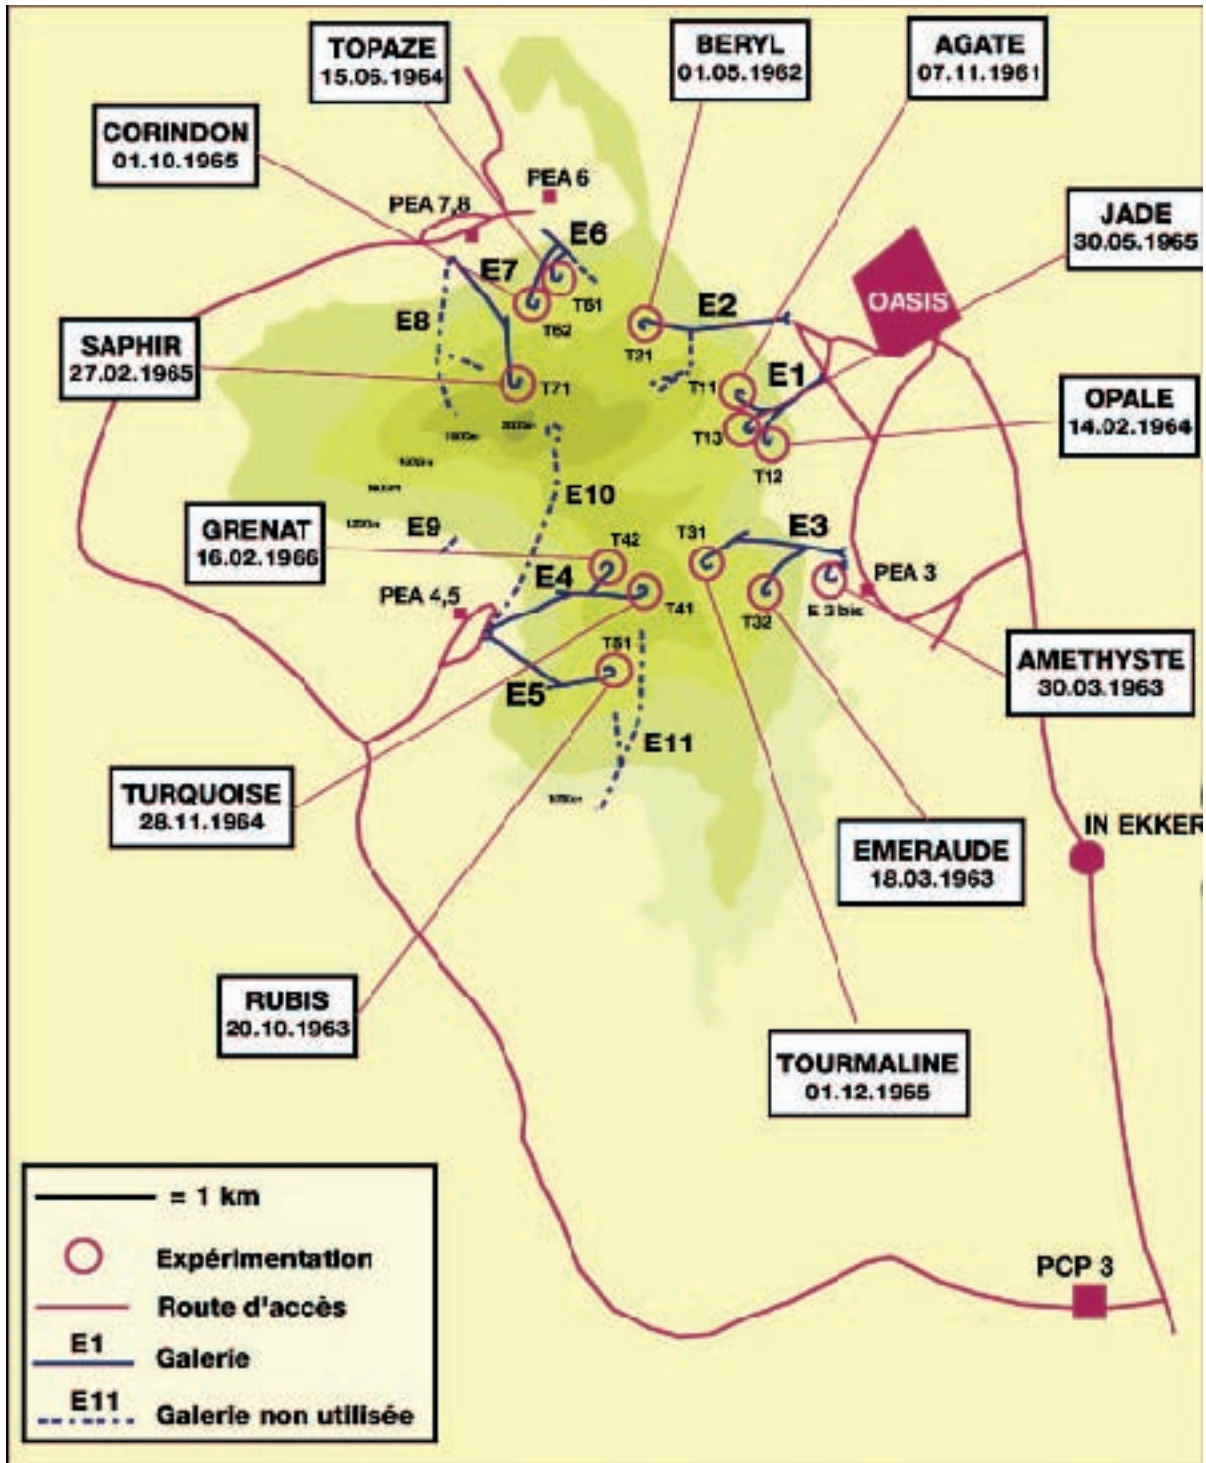 TOPAZE
15.06.1964
BERYL
01.05.1962
AGATE
07.11.1961
CORINDON
01.10.1965
PEA 6
PEA 7,8
JADE
30.05.1965
E6
E7
T61
T62
E2
OASIS
E8
T21
SAPHIR
27.02.1965
T71
T11
E1
OPALE
14.02.1964
T13
T12
2000m
E10
E9
GRENAT
16.02.1966
T42
T31
E3
E4
PEA 4,5
T41
T32
E 3 bis
PEA 3
T51
AMETHYSTE
30.03.1963
E5
E11
TURQUOISE
28.11.1964
IN EKKER
EMERAUDE
18.03.1963
RUBIS
20.10.1963
TOURMALINE
01.12.1965
= 1 km
Expérimentation
Route d'accès
E1
Galerie
E11
Galerie non utilisée
PCP 3